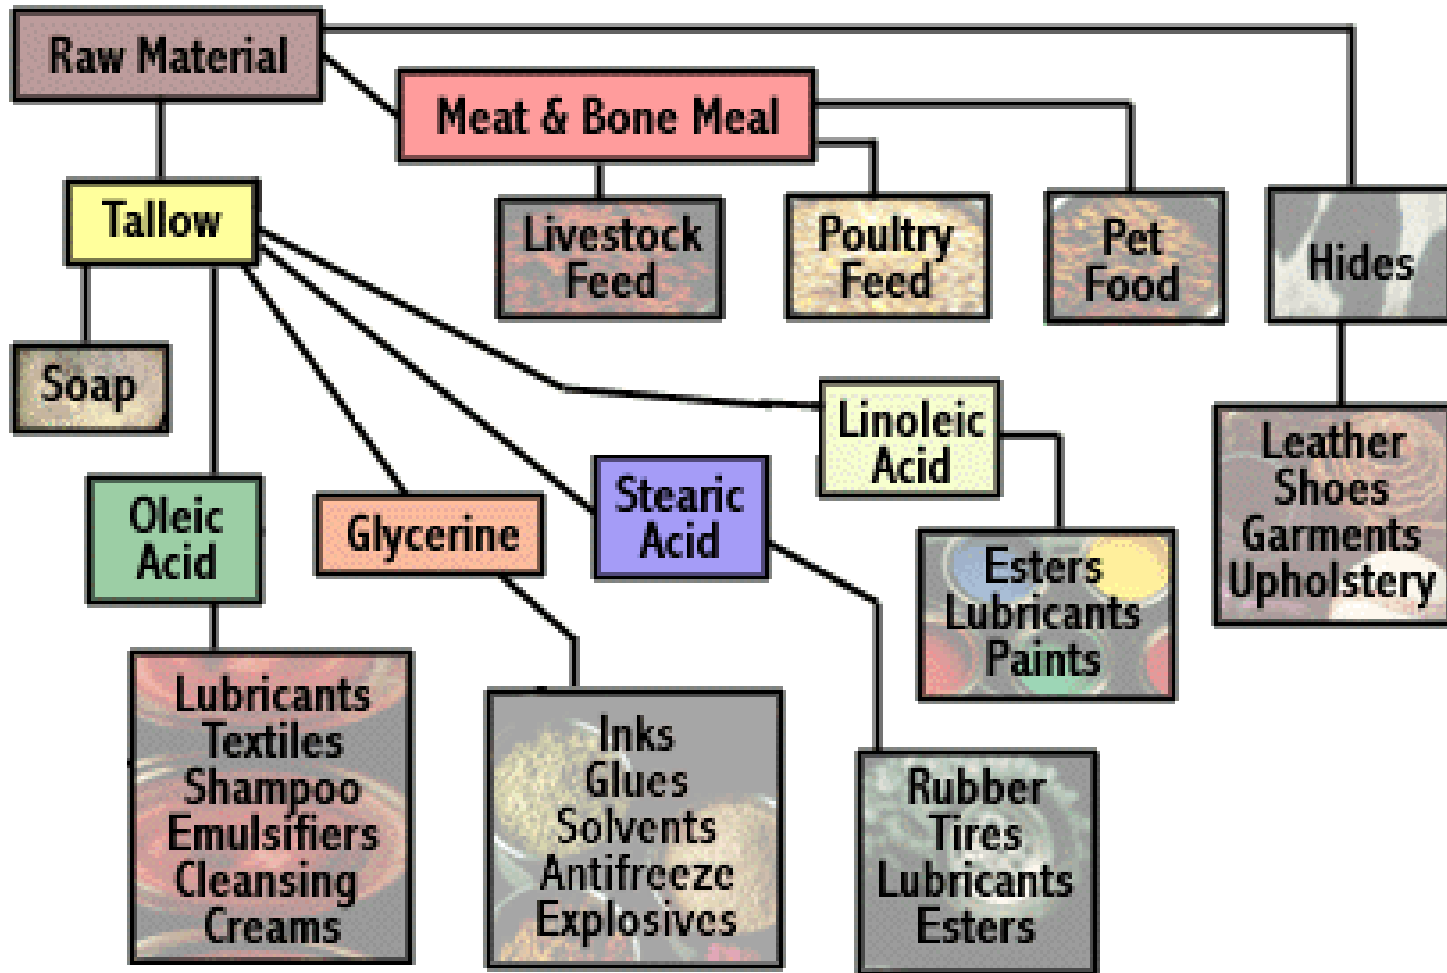 Raw Material
Meat & Bone Meal
Tallow
Livestock
Feed
Poultry
Feed
Pet
Food
Hides
Soap
Linoleic
Acid
Leather
Shoes
Garments
Upholstery
Oleic
Acid
Glycerine
Stearic
Acid
Esters
Lubricants
Paints
Lubricants
Textiles
Shampoo
Emulsifiers
Cleansing
Creams
Inks
Glues
Solvents
Antifreeze
Explosives
Rubber
Tires
Lubricants
Esters